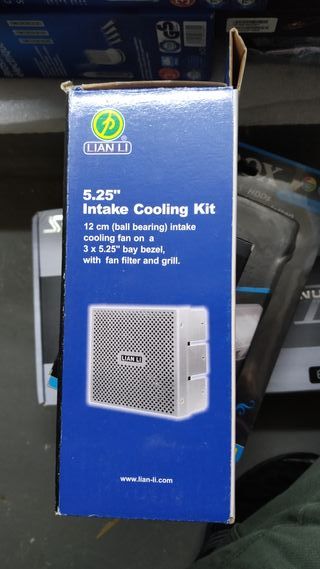 LIAN LI
5.25"
Intake Cooling Kit
12 cm (ball bearing) intake
cooling fan on a
3 x 5.25" bay bezel,
with fan filter and grill.
LIAN LI
www.lian-li.com